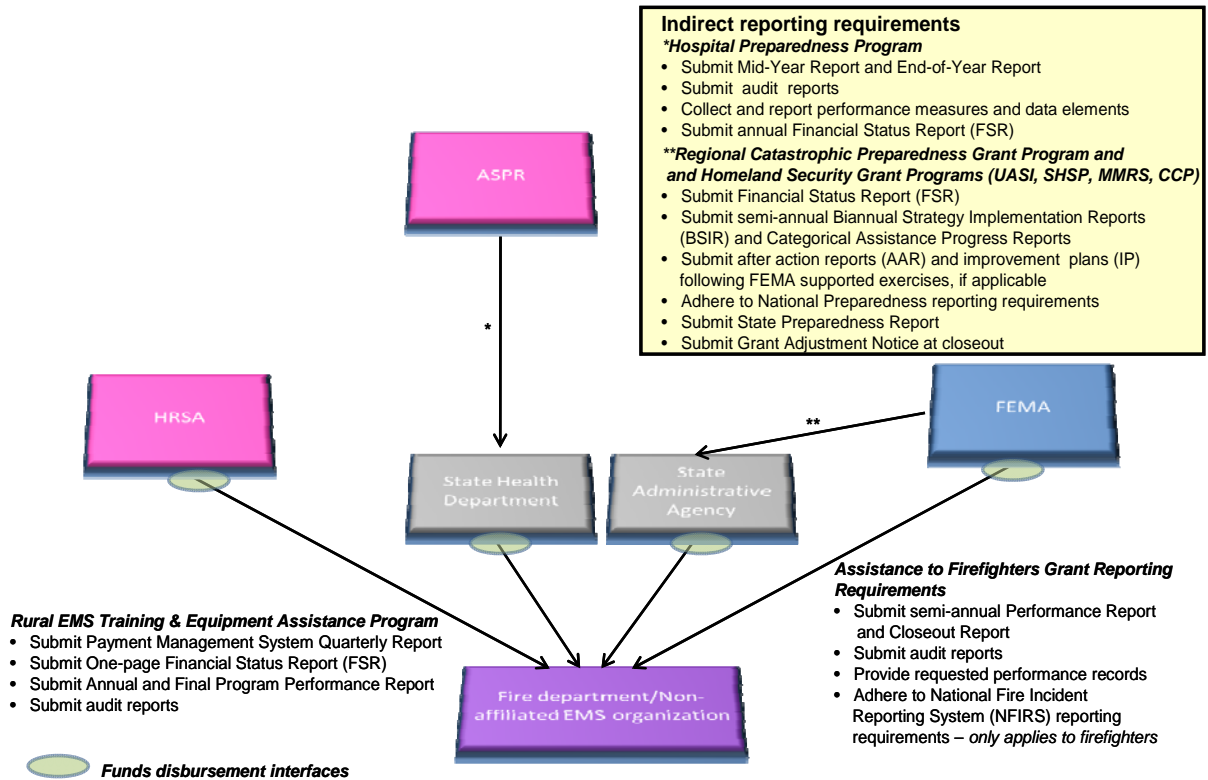 Indirect reporting requirements
*Hospital Preparedness Program
• Submit Mid-Year Report and End-of-Year Report
• Submit audit reports
• Collect and report performance measures and data elements
• Submit annual Financial Status Report (FSR)
**Regional Catastrophic Preparedness Grant Program and
and Homeland Security Grant Programs (UASI, SHSP, MMRS, CCP)
• Submit Financial Status Report (FSR)
• Submit semi-annual Biannual Strategy Implementation Reports
(BSIR) and Categorical Assistance Progress Reports
• Submit after action reports (AAR) and improvement plans (IP)
following FEMA supported exercises, if applicable
• Adhere to National Preparedness reporting requirements
• Submit State Preparedness Report
• Submit Grant Adjustment Notice at closeout
ASPR
*
HRSA
FEMA
**
State Health
Department
State
Administrative
Agency
Rural EMS Training & Equipment Assistance Program
• Submit Payment Management System Quarterly Report
• Submit One-page Financial Status Report (FSR)
• Submit Annual and Final Program Performance Report
• Submit audit reports
Assistance to Firefighters Grant Reporting
Requirements
• Submit semi-annual Performance Report
and Closeout Report
• Submit audit reports
• Provide requested performance records
• Adhere to National Fire Incident
Reporting System (NFIRS) reporting
requirements – only applies to firefighters
Fire department/Non-
affiliated EMS organization
Funds disbursement interfaces